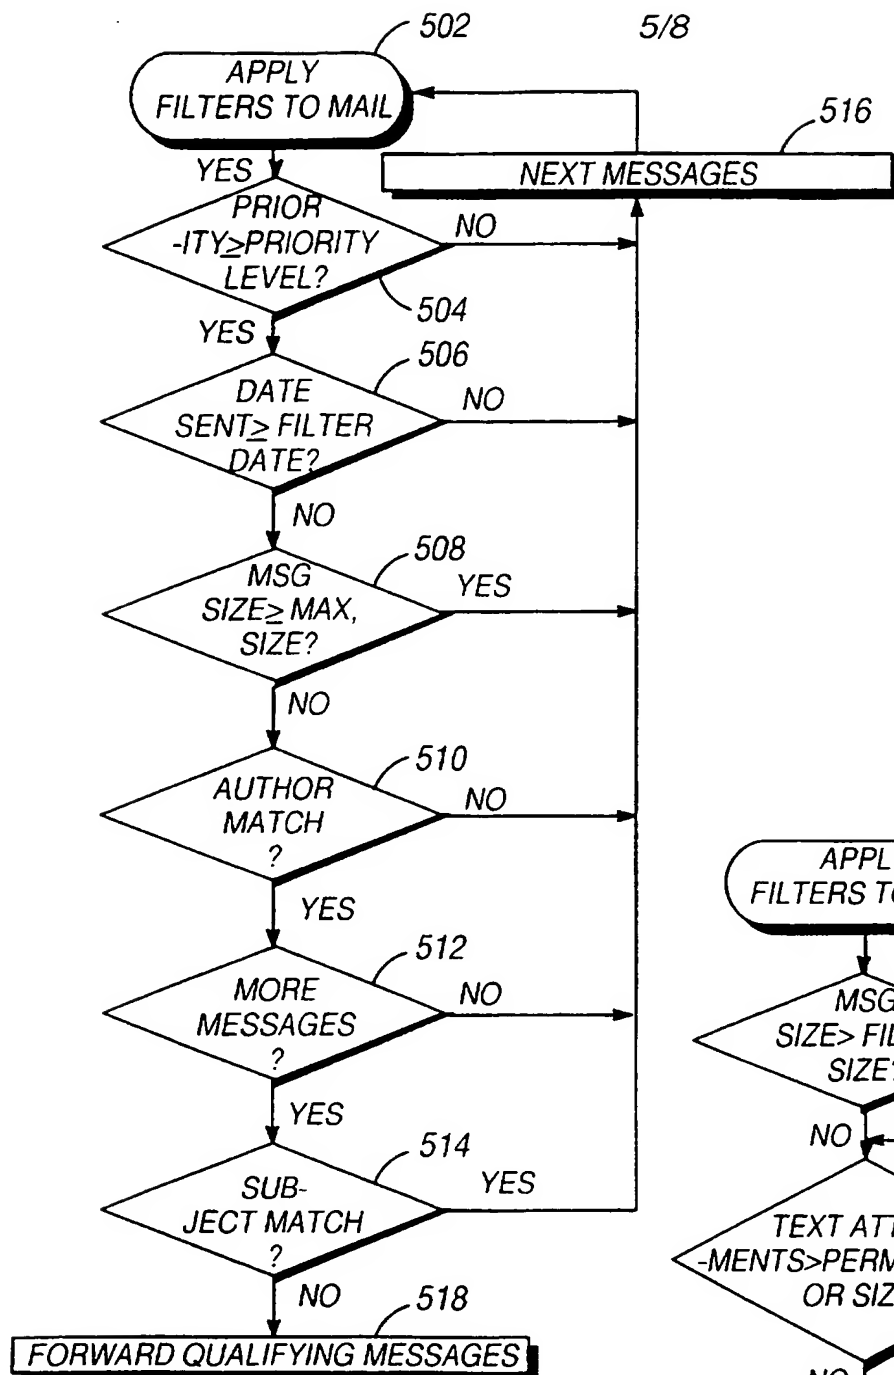 502
5/8
APPLY
FILTERS TO MAIL
516
YES
NEXT MESSAGES
PRIOR
-ITY≥PRIORITY
LEVEL?
NO
504
YES
506
DATE
SENT≥ FILTER
DATE?
NO
NO
508
MSG
SIZE≥ MAX,
SIZE?
YES
NO
510
AUTHOR
MATCH
?
NO
YES
512
MORE
MESSAGES
?
NO
YES
514
SUB-
JECT MATCH
?
YES
NO
518
FORWARD QUALIFYING MESSAGES
APPL
FILTERS TO
MSG
SIZE> FIL
SIZE?
NO
TEXT ATT
-MENTS>PERM
OR SIZ
NO